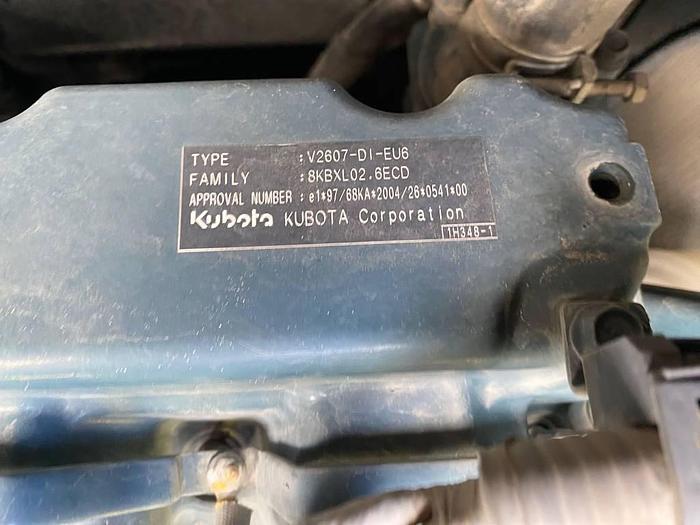 TYPE : V2607-DI-EU6
FAMILY : 8KBXL02.6ECD
APPROVAL NUMBER : e1*97/68KA*2004/26*0541*00
Kubota KUBOTA Corporation
1H348-1